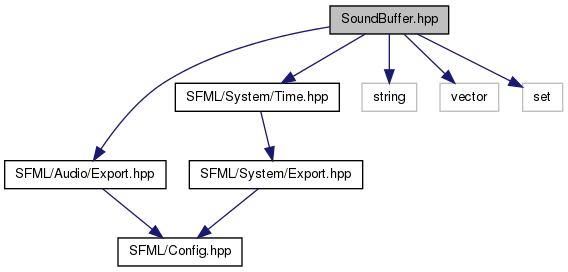 SoundBuffer.hpp
SFML/System/Time.hpp
string
vector
set
SFML/Audio/Export.hpp
SFML/System/Export.hpp
SFML/Config.hpp